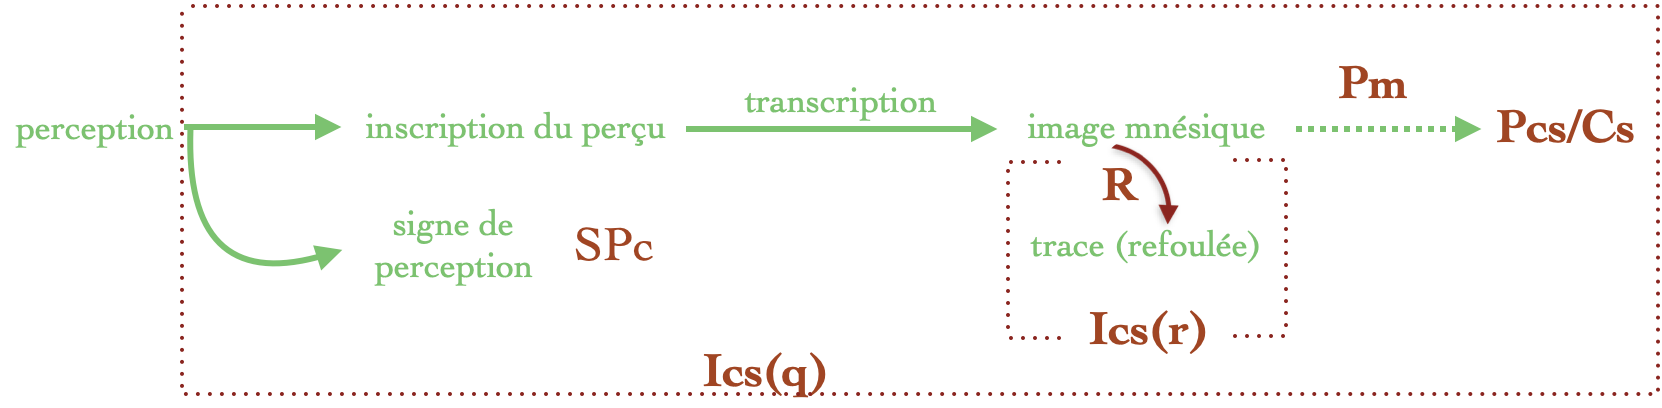 perception
inscription du perçu
transcription
image mnésique
Pm
Pcs/Cs
signe de
perception
SPc
R
trace (refoulée)
Ics(r)
Ics(q)